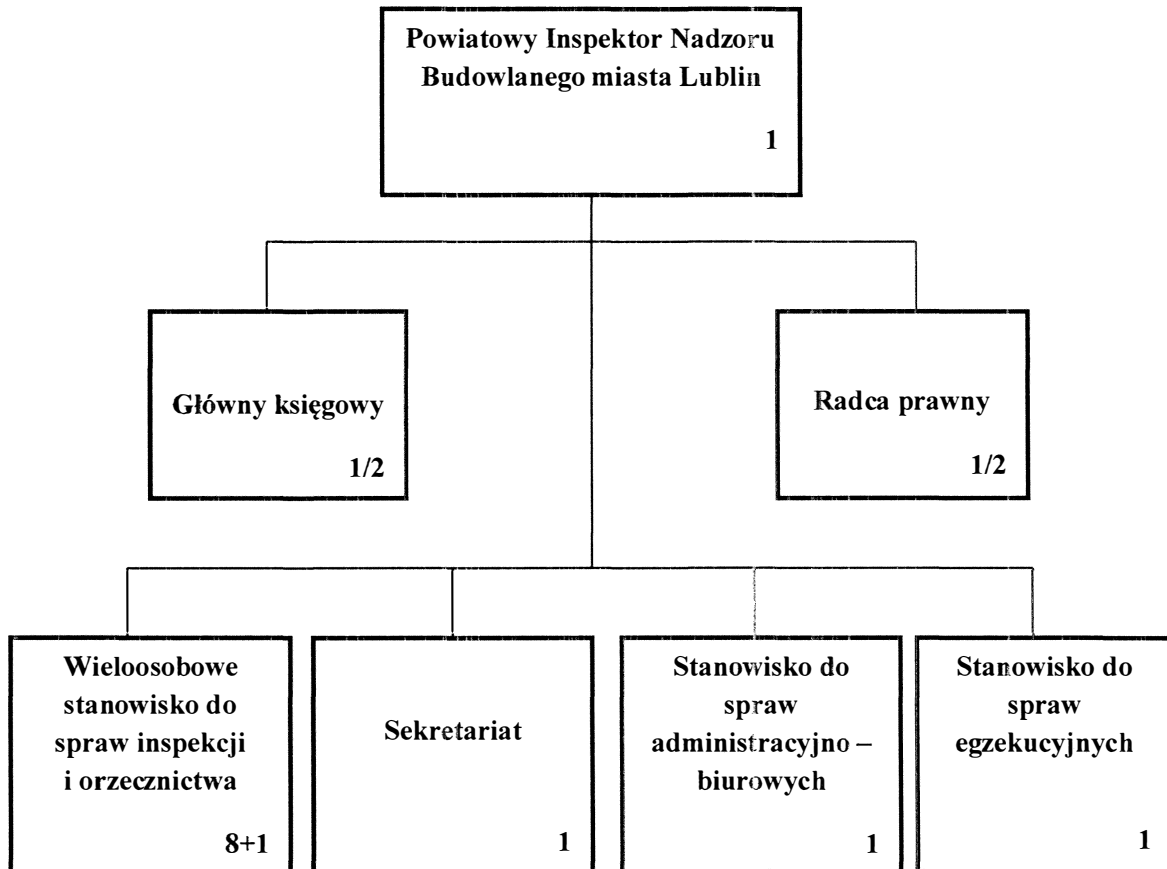 Powiatowy Inspektor Nadzoru
Budowlanego miasta Lublin
1
Główny księgowy
1/2
Radca prawny
1/2
Wieloosobowe
stanowisko do
spraw inspekcji
i orzecznictwa
8+1
Sekretariat
1
Stanowisko do
spraw
administracyjno –
biurowych
1
Stanowisko do
spraw
egzekucyjnych
1